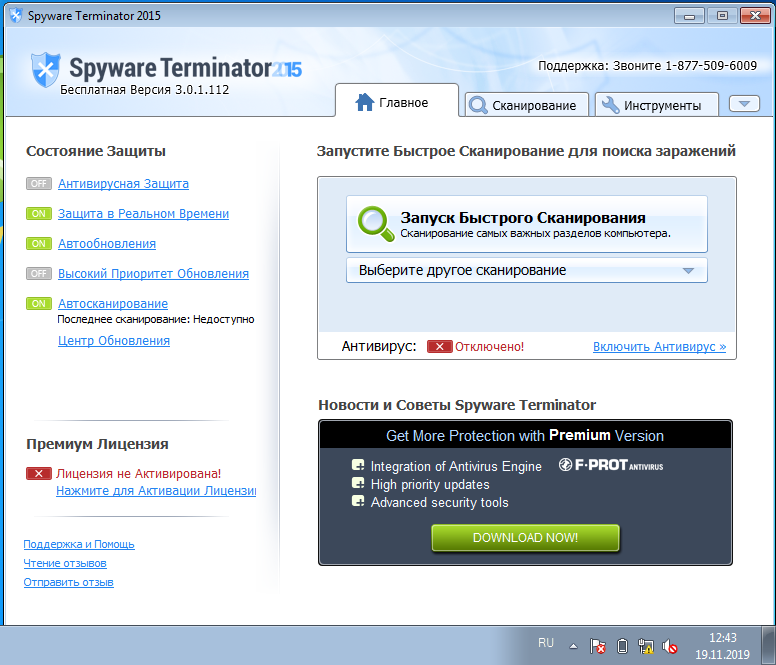 Spyware Terminator 2015
Spyware Terminator 2015
Бесплатная Версия 3.0.1.112
Поддержка: Звоните 1-877-509-6009
Главное
Сканирование
Инструменты
Состояние Защиты
OFF Антивирусная Защита
ON Защита в Реальном Времени
ON Автообновления
OFF Высокий Приоритет Обновления
ON Автосканирование
Последнее сканирование: Недоступно
Центр Обновления
Премиум Лицензия
Лицензия не Активирована!
Нажмите для Активации Лицензии
Поддержка и Помощь
Чтение отзывов
Отправить отзыв
Запустите Быстрое Сканирование для поиска заражений
Запуск Быстрого Сканирования
Сканирование самых важных разделов компьютера.
Выберите другое сканирование
Антивирус: Отключено! Включить Антивирус »
Новости и Советы Spyware Terminator
Get More Protection with Premium Version
Integration of Antivirus Engine F-PROT ANTIVIRUS
High priority updates
Advanced security tools
DOWNLOAD NOW!
RU
12:43
19.11.2019